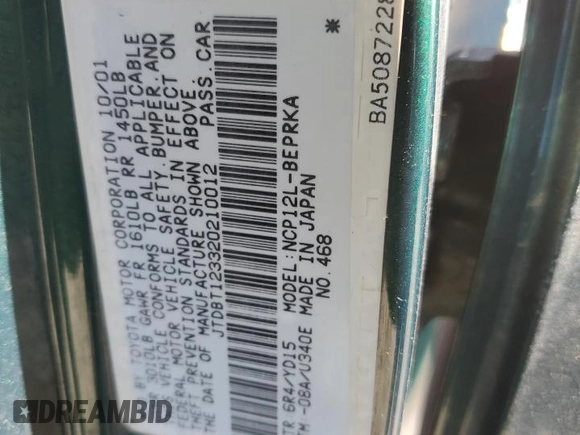 BY TOYOTA MOTOR CORPORATION 10/01
3010LB GAWR FR 1610LB RR 1450LB
VEHICLE CONFORMS TO ALL APPLICABLE
FEDERAL MOTOR VEHICLE SAFETY, BUMPER, AND
THEFT PREVENTION STANDARDS IN EFFECT ON
THE DATE OF MANUFACTURE SHOWN ABOVE.
JTDBT123320210012 PASS. CAR
TR 6R4/YD15 MODEL:NCP12L-BEPRKA
TM -08A/U340E MADE IN JAPAN
NO.468 *
BA5087228
DREAMBID